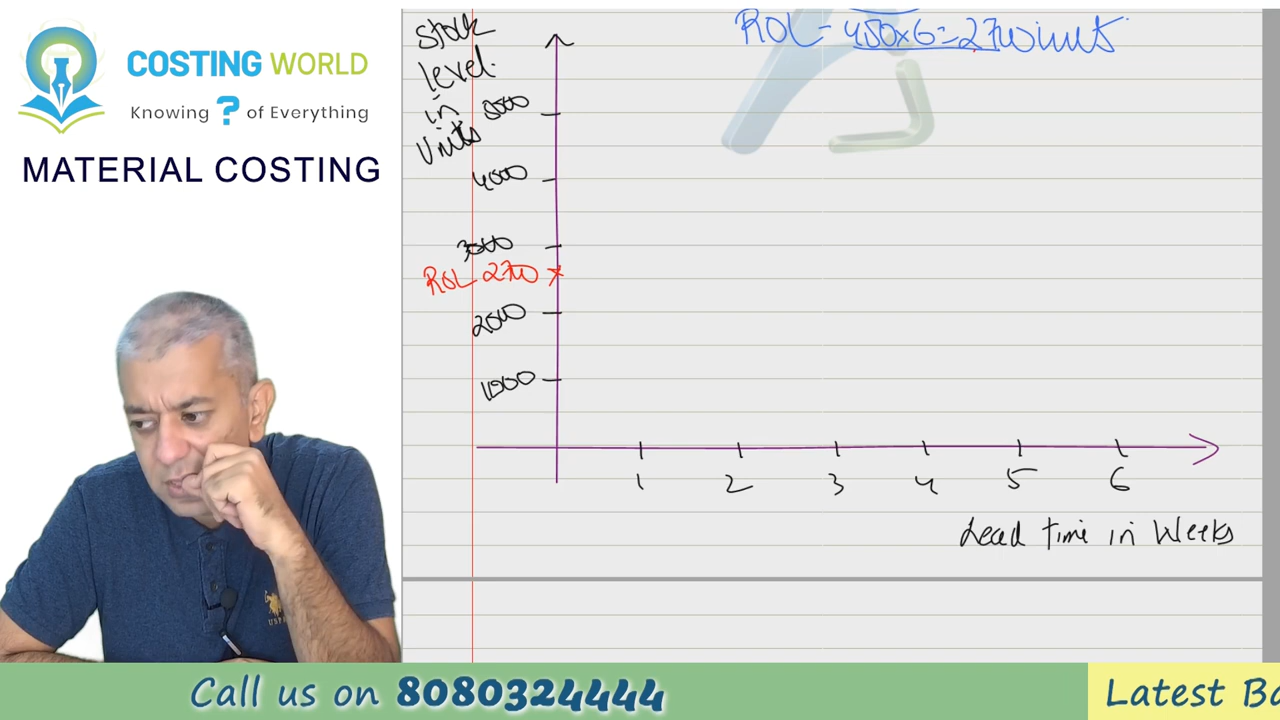 COSTING WORLD
Knowing ? of Everything
MATERIAL COSTING
ROL - 450x6=2700 units
Stock
level.
in
Units
5000
4000
3000
ROL 2700
2000
1000
1 2 3 4 5 6
Lead time in Weeks
Call us on 8080324444
Latest Ba